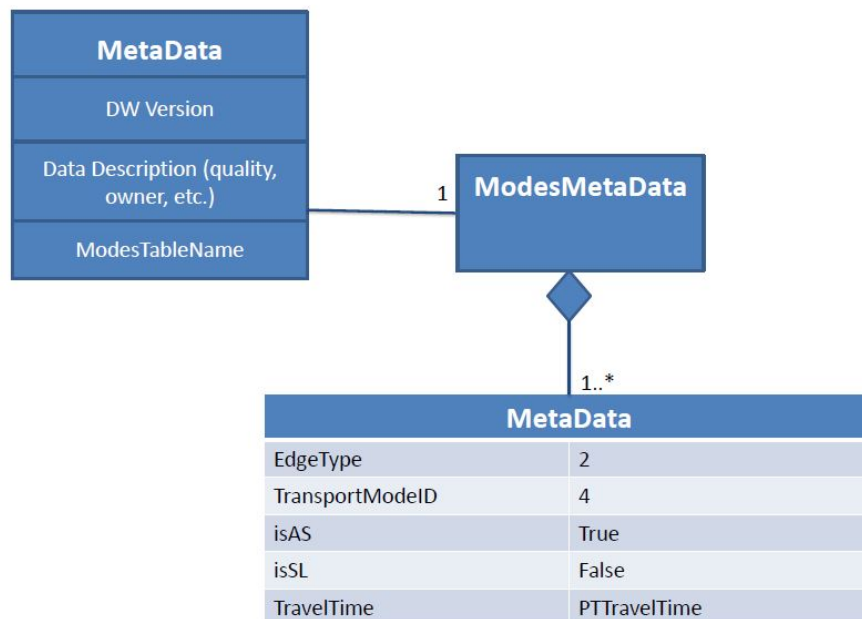 MetaData
DW Version
Data Description (quality,
owner, etc.)
ModesTableName
1
ModesMetaData
1..*
MetaData
EdgeType 2
TransportModeID 4
isAS True
isSL False
TravelTime PTTravelTime